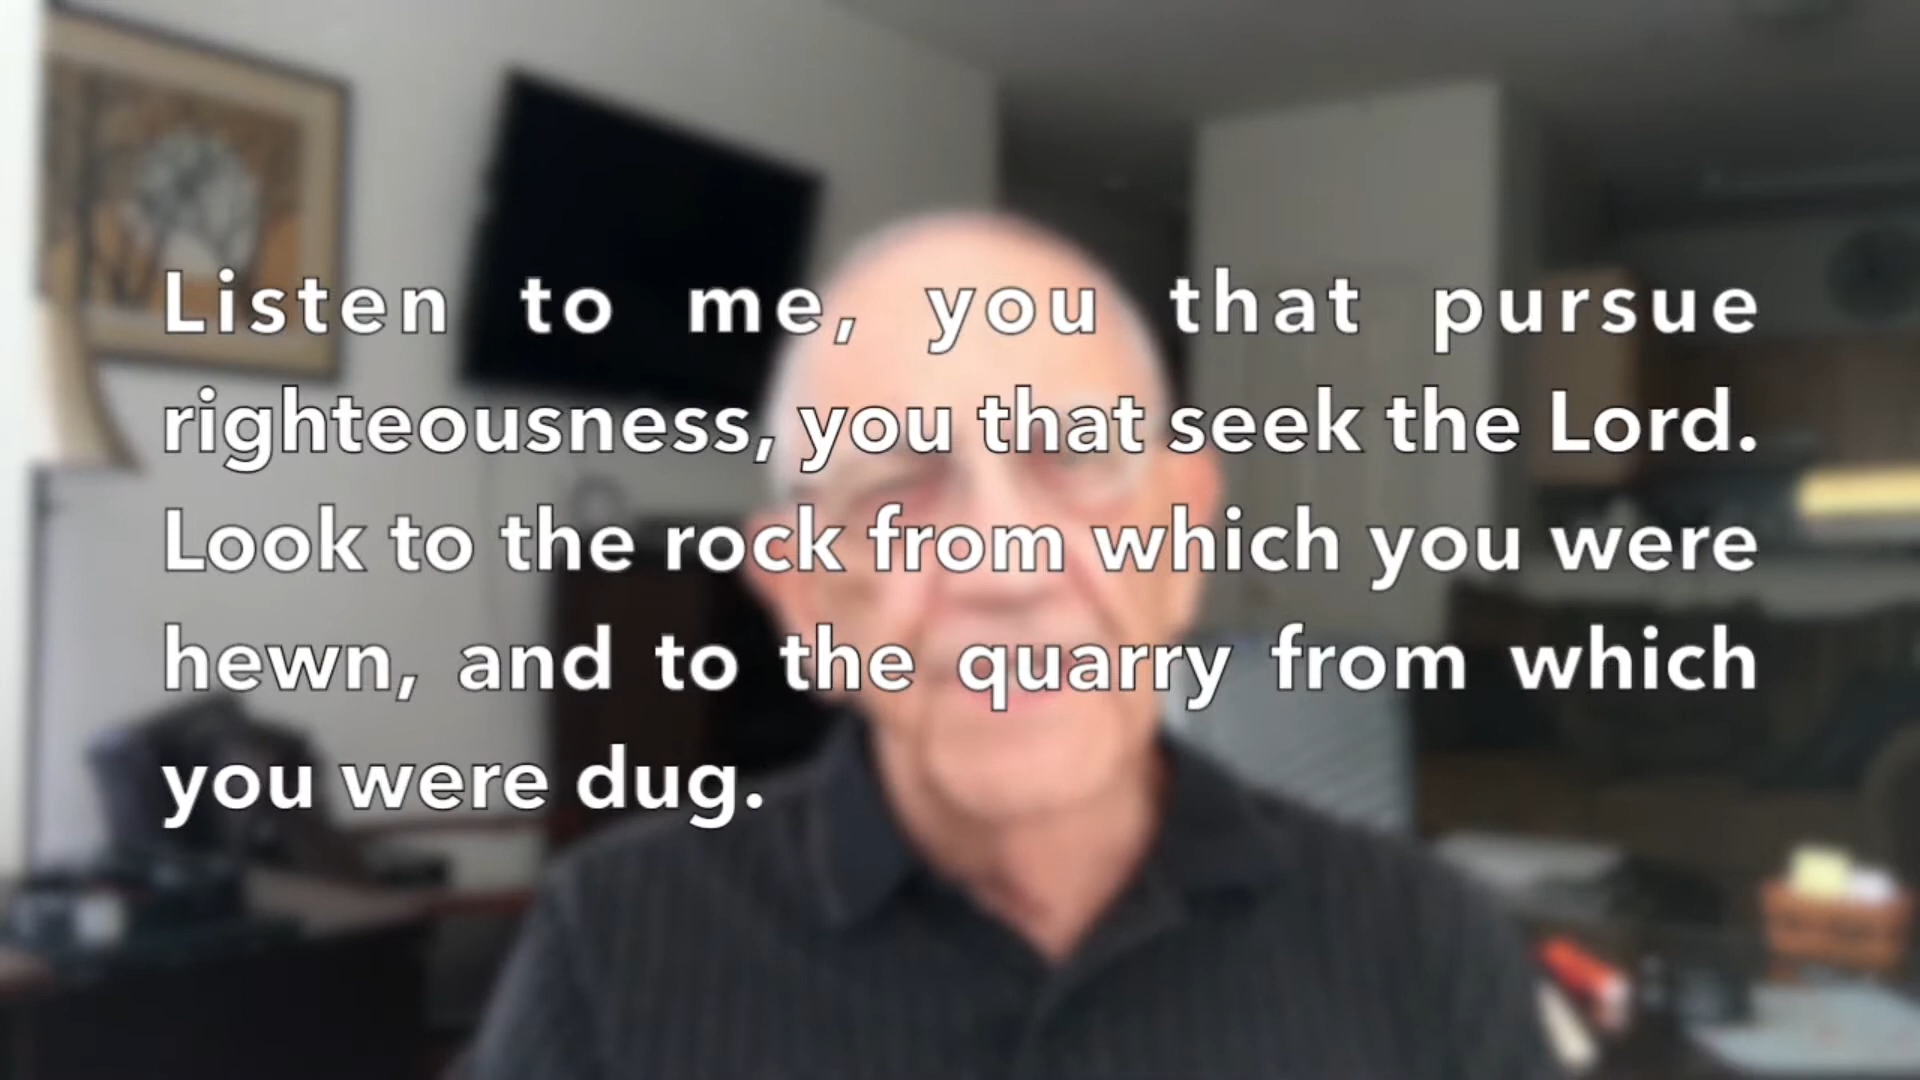 Listen to me, you that pursue
righteousness, you that seek the Lord.
Look to the rock from which you were
hewn, and to the quarry from which
you were dug.